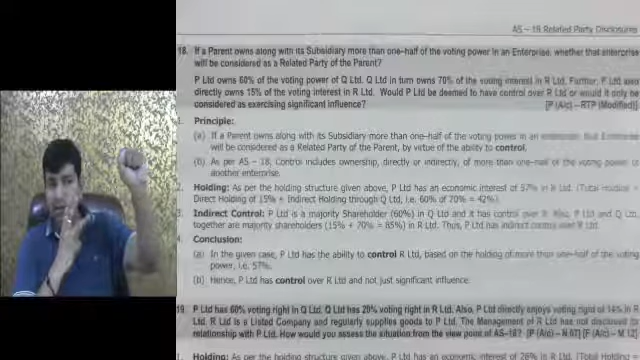 AS - 18 Related Party Disclosures
18. If a Parent owns along with its Subsidiary more than one-half of the voting power in an Enterprise, whether that enterprise
will be considered as a Related Party of the Parent?
P Ltd owns 60% of the voting power of Q Ltd. Q Ltd in turn owns 70% of the voting interest in R Ltd. Further, P Ltd also
directly owns 15% of the voting interest in R Ltd. Would P Ltd be deemed to have control over R Ltd or would it only be
considered as exercising significant influence? [P (A/c) – RTP (Modified)]
1. Principle:
(a) If a Parent owns along with its Subsidiary more than one-half of the voting power in an enterprise, that Enterprise
will be considered as a Related Party of the Parent, by virtue of the ability to control.
(b) As per AS - 18, Control includes ownership, directly or indirectly, of more than one-half of the voting power of
another enterprise.
2. Holding: As per the holding structure given above, P Ltd has an economic interest of 57% in R Ltd. (Total Holding =
Direct Holding of 15% + Indirect Holding through Q Ltd, i.e. 60% of 70% = 42%)
3. Indirect Control: P Ltd is a majority Shareholder (60%) in Q Ltd and it has control over it. Also, P Ltd and Q Ltd,
together are majority shareholders (15% + 70% = 85%) in R Ltd. Thus, P Ltd has indirect control over R Ltd.
4. Conclusion:
(a) In the given case, P Ltd has the ability to control R Ltd, based on the holding of more than one-half of the voting
power, i.e. 57%.
(b) Hence, P Ltd has control over R Ltd and not just significant influence.
19. P Ltd has 60% voting right in Q Ltd. Q Ltd has 20% voting right in R Ltd. Also, P Ltd directly enjoys voting right of 14% in
R Ltd. R Ltd is a Listed Company and regularly supplies goods to P Ltd. The Management of R Ltd has not disclosed its
relationship with P Ltd. How would you assess the situation from the view point of AS-18?
1. Holding: As per the holding structure given above, P Ltd has an economic interest of 26% in R Ltd. (Total Holding